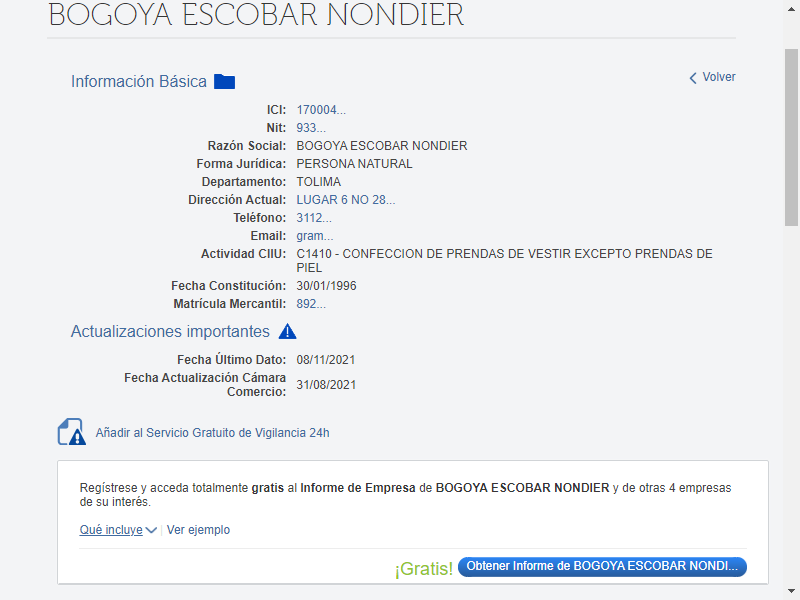 BOGOYA ESCOBAR NONDIER
Información Básica
Volver
ICI: 170004...
Nit: 933...
Razón Social: BOGOYA ESCOBAR NONDIER
Forma Jurídica: PERSONA NATURAL
Departamento: TOLIMA
Dirección Actual: LUGAR 6 NO 28...
Teléfono: 3112...
Email: gram...
Actividad CIIU: C1410 - CONFECCION DE PRENDAS DE VESTIR EXCEPTO PRENDAS DE
PIEL
Fecha Constitución: 30/01/1996
Matrícula Mercantil: 892...
Actualizaciones importantes
Fecha Último Dato: 08/11/2021
Fecha Actualización Cámara
Comercio: 31/08/2021
Añadir al Servicio Gratuito de Vigilancia 24h
Regístrese y acceda totalmente gratis al Informe de Empresa de BOGOYA ESCOBAR NONDIER y de otras 4 empresas
de su interés.
Qué incluye | Ver ejemplo
¡Gratis! Obtener Informe de BOGOYA ESCOBAR NONDI...